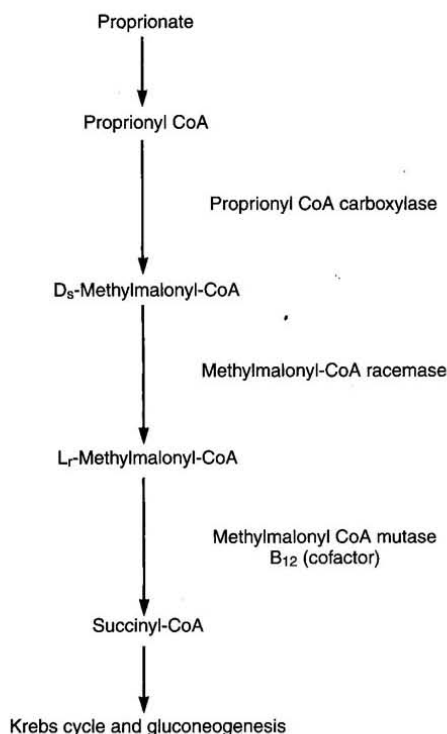 Proprionate
Proprionyl CoA
Proprionyl CoA carboxylase
Ds-Methylmalonyl-CoA
Methylmalonyl-CoA racemase
Lr-Methylmalonyl-CoA
Methylmalonyl CoA mutase
B12 (cofactor)
Succinyl-CoA
Krebs cycle and gluconeogenesis